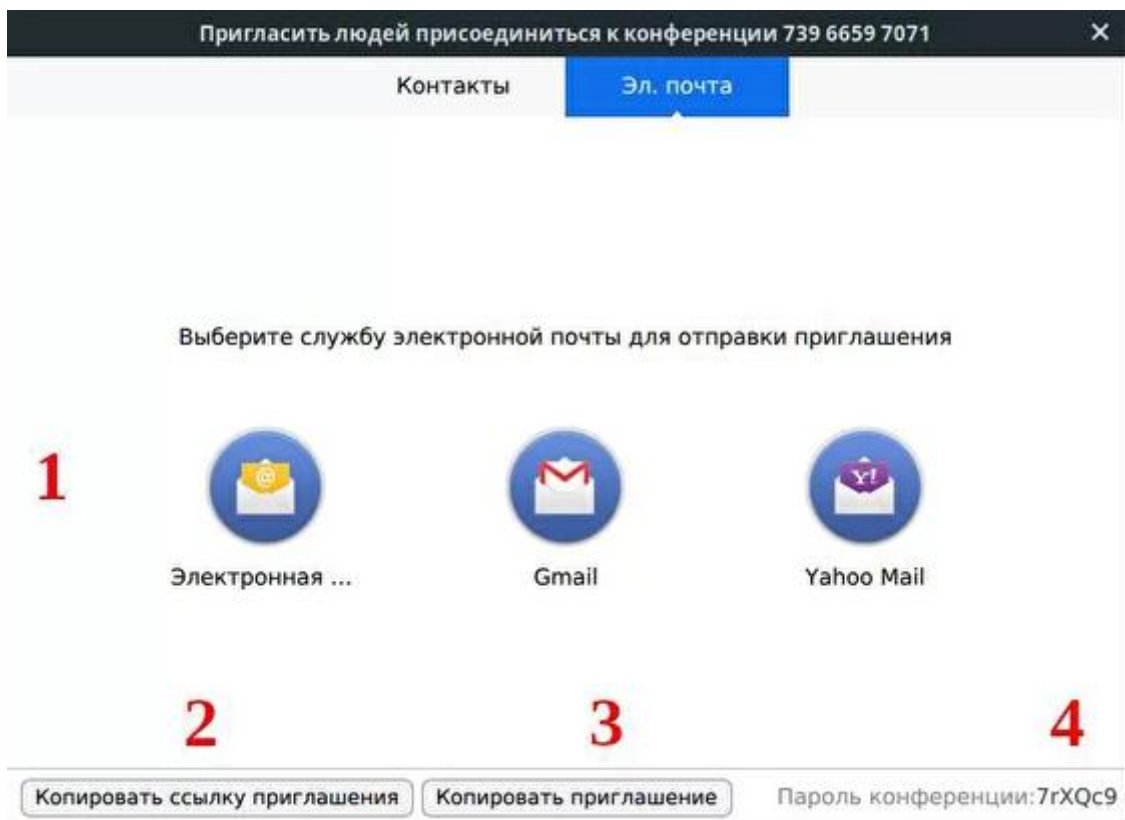 Пригласить людей присоединиться к конференции 739 6659 7071
Контакты Эл. почта
Выберите службу электронной почты для отправки приглашения
1
@ Y!
Электронная ... Gmail Yahoo Mail
2 3 4
Копировать ссылку приглашения Копировать приглашение Пароль конференции:7rXQc9